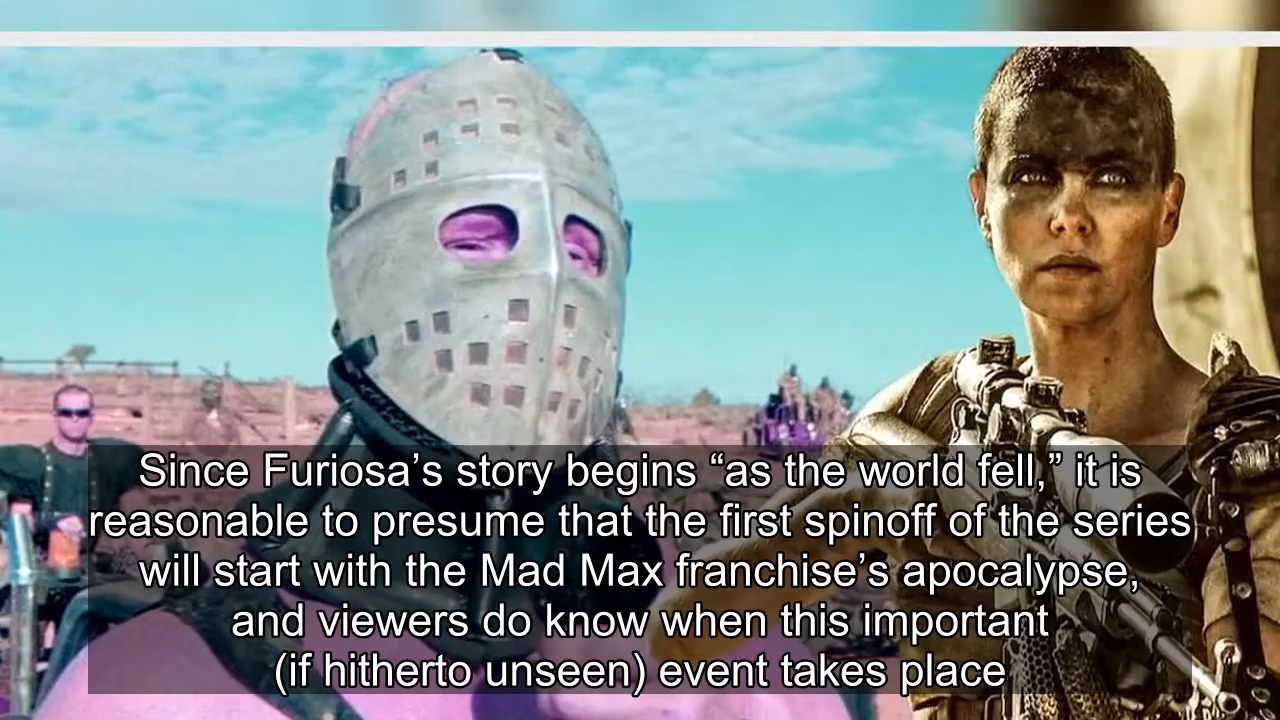 Since Furiosa’s story begins “as the world fell,” it is
reasonable to presume that the first spinoff of the series
will start with the Mad Max franchise’s apocalypse,
and viewers do know when this important
(if hitherto unseen) event takes place